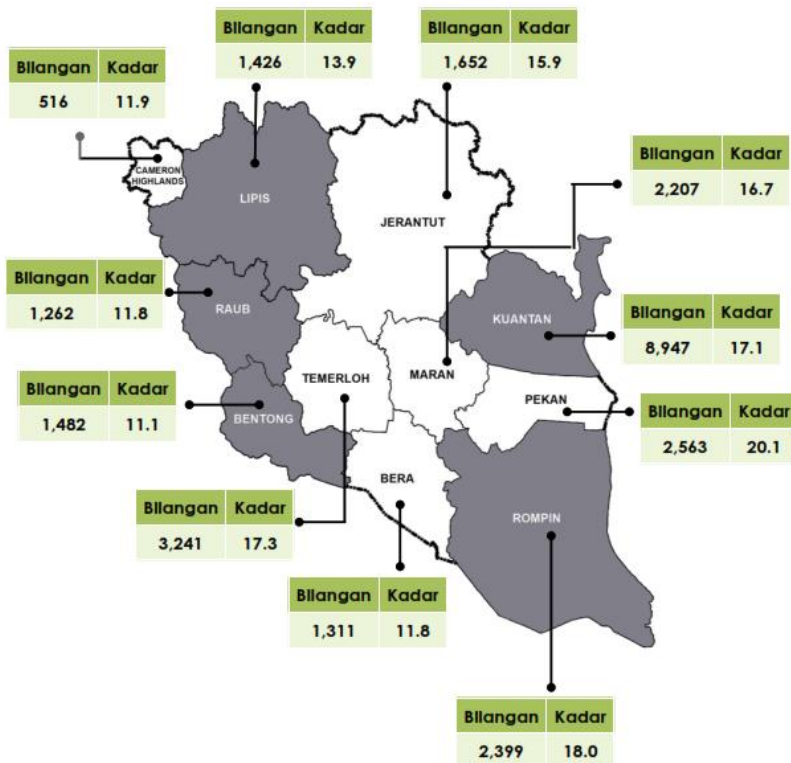 Bilangan Kadar
1,426 13.9
Bilangan Kadar
1,652 15.9
Bilangan Kadar
516 11.9
Bilangan Kadar
2,207 16.7
CAMERON
HIGHLANDS
LIPIS
JERANTUT
Bilangan Kadar
1,262 11.8
RAUB
KUANTAN
Bilangan Kadar
8,947 17.1
TEMERLOH
MARAN
Bilangan Kadar
1,482 11.1
BENTONG
PEKAN
Bilangan Kadar
2,563 20.1
BERA
ROMPIN
Bilangan Kadar
3,241 17.3
Bilangan Kadar
1,311 11.8
Bilangan Kadar
2,399 18.0